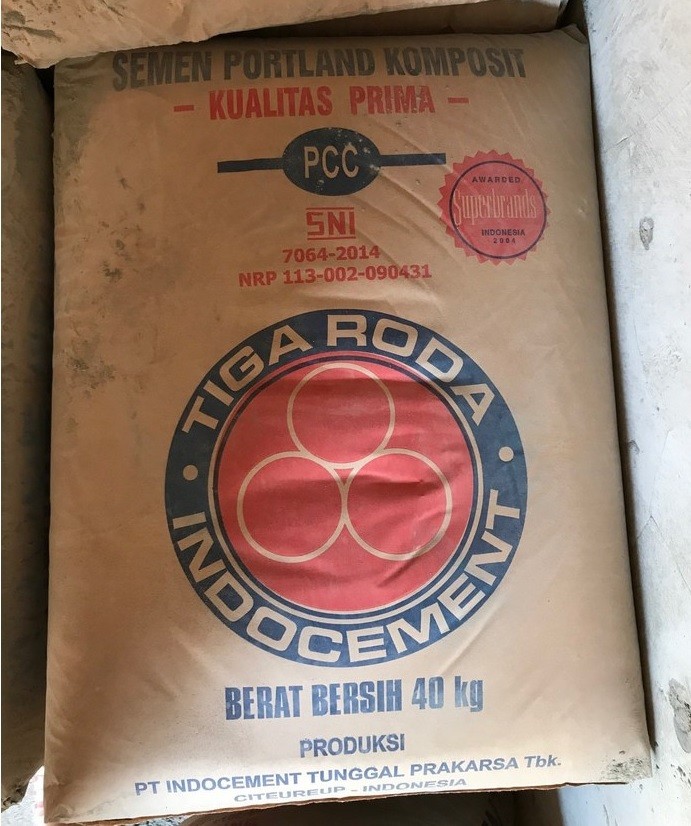 SEMEN PORTLAND KOMPOSIT
– KUALITAS PRIMA –
PCC
SNI
7064-2014
NRP 113-002-090431
AWARDED
Superbrands
INDONESIA
2004
TIGA RODA
INDOCEMENT
BERAT BERSIH 40 kg
PRODUKSI
PT INDOCEMENT TUNGGAL PRAKARSA Tbk.
CITEUREUP - INDONESIA